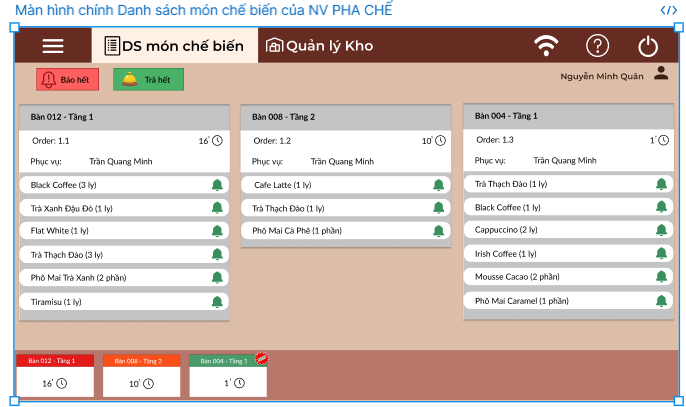 Màn hình chính Danh sách món chế biến của NV PHA CHẾ
DS món chế biến
Quản lý Kho
Báo hết
Trả hết
Nguyễn Minh Quân
Bàn 012 - Tầng 1
Order: 1.1
16'
Phục vụ: Trần Quang Minh
Black Coffee (3 ly)
Trà Xanh Đậu Đỏ (1 ly)
Flat White (1 ly)
Trà Thạch Đào (3 ly)
Phô Mai Trà Xanh (2 phần)
Tiramisu (1 ly)
Bàn 008 - Tầng 2
Order: 1.2
10'
Phục vụ: Trần Quang Minh
Cafe Latte (1 ly)
Trà Thạch Đào (1 ly)
Phô Mai Cà Phê (1 phần)
Bàn 004 - Tầng 1
Order: 1.3
1'
Phục vụ: Trần Quang Minh
Trà Thạch Đào (1 ly)
Black Coffee (1 ly)
Cappuccino (2 ly)
Irish Coffee (1 ly)
Mousse Cacao (2 phần)
Phô Mai Caramel (1 phần)
Bàn 012 - Tầng 1
16'
Bàn 008 - Tầng 2
10'
Bàn 004 - Tầng 1
1'